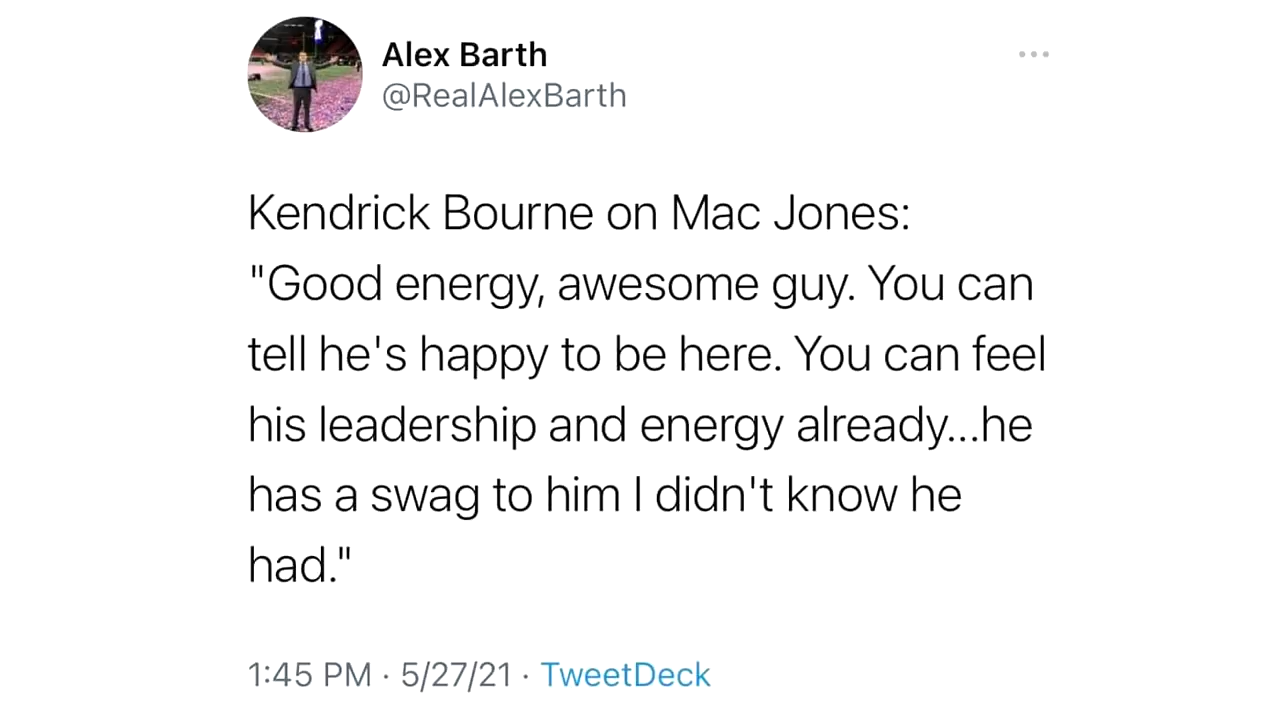 Alex Barth
@RealAlexBarth
Kendrick Bourne on Mac Jones:
"Good energy, awesome guy. You can
tell he's happy to be here. You can feel
his leadership and energy already...he
has a swag to him I didn't know he
had."
1:45 PM · 5/27/21 · TweetDeck